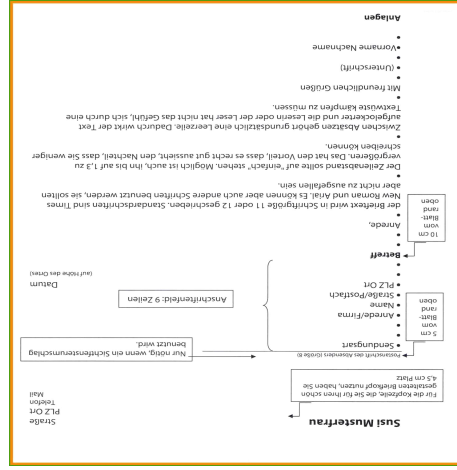 Susi Musterfrau
Straße
PLZ Ort
Telefon
Mail
Für die Kopfzeile, die Sie für Ihren schön
gestalteten Briefkopf nutzen, haben Sie
4,5 cm Platz
Postanschrift des Absenders (Größe 8)
Nur nötig, wenn ein Sichtfensterumschlag
benutzt wird.
• Sendungsart
•
•
• Anrede/Firma
• Name
• Straße/Postfach
• PLZ Ort
•
•
5 cm
vom
Blatt-
rand
oben
Anschriftenfeld: 9 Zeilen
Datum
(auf Höhe des Ortes)
Betreff
•
•
Anrede,
•
10 cm
vom
Blatt-
rand
oben
der Brieftext wird in Schriftgröße 11 oder 12 geschrieben. Standardschriften sind Times
New Roman und Arial. Es können aber auch andere Schriften benutzt werden, sie sollten
aber nicht zu ausgefallen sein.
•
Der Zeilenabstand sollte auf "einfach" stehen. Möglich ist auch, ihn bis auf 1,3 zu
vergrößern. Das hat den Vorteil, dass es recht gut aussieht, den Nachteil, dass Sie weniger
schreiben können.
•
Zwischen Absätzen gehört grundsätzlich eine Leerzeile. Dadurch wirkt der Text
aufgelockerter und die Leserin oder der Leser hat nicht das Gefühl, sich durch eine
Textwüste kämpfen zu müssen.
•
Mit freundlichen Grüßen
•
• (Unterschrift)
•
•Vorname Nachname
•
•
Anlagen